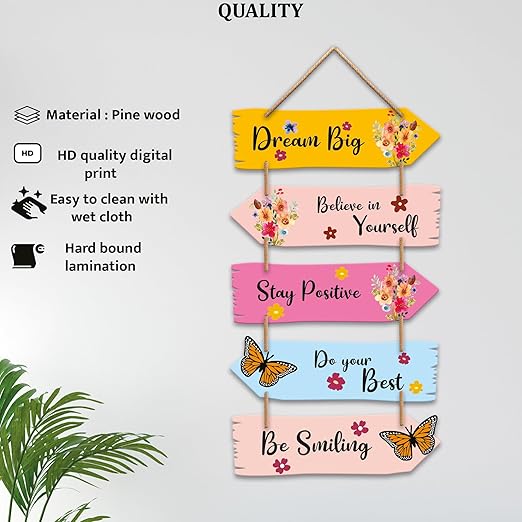 QUALITY
Material : Pine wood
HD
HD quality digital
print
Easy to clean with
wet cloth
Hard bound
lamination
Dream Big
Believe in
Yourself
Stay Positive
Do your
Best
Be Smiling